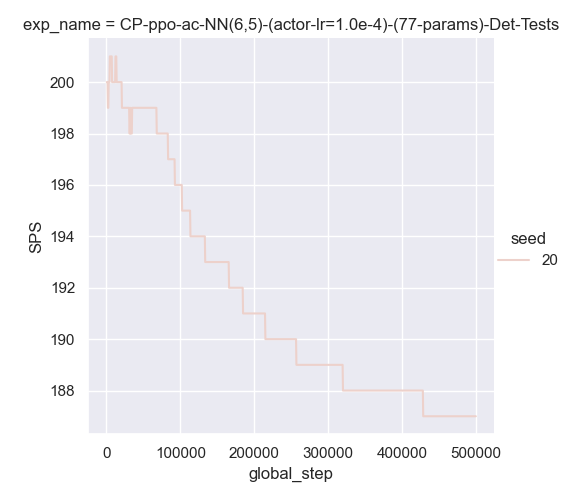 exp_name = CP-ppo-ac-NN(6,5)-(actor-lr=1.0e-4)-(77-params)-Det-Tests
200
198
196
194
192
190
188
SPS
seed
20
0 100000 200000 300000 400000 500000
global_step